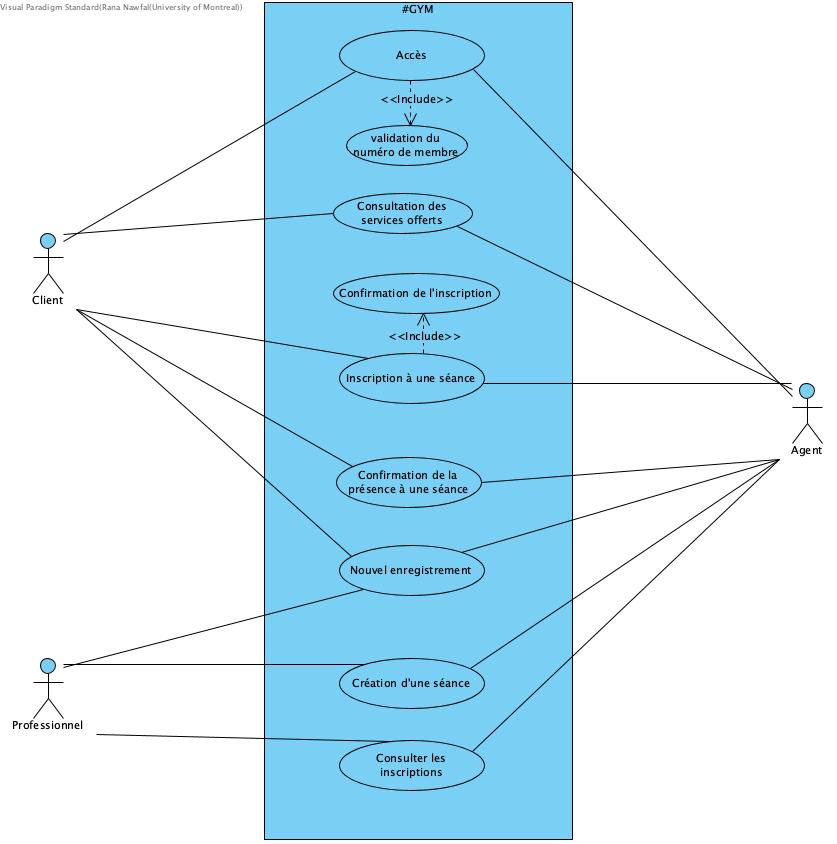 Visual Paradigm Standard(Rana Nawfal(University of Montreal))
#GYM
Accès
<<Include>>
validation du
numéro de membre
Consultation des
services offerts
Client
Confirmation de l'inscription
<<Include>>
Inscription à une séance
Agent
Confirmation de la
présence à une séance
Nouvel enregistrement
Création d'une séance
Professionnel
Consulter les
inscriptions